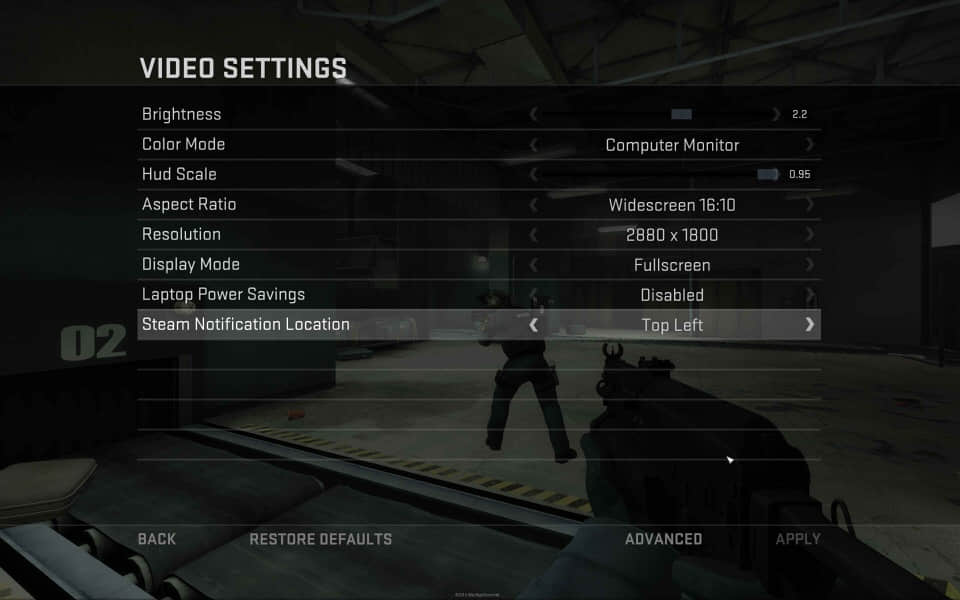 VIDEO SETTINGS
Brightness 2.2
Color Mode Computer Monitor
Hud Scale 0.95
Aspect Ratio Widescreen 16:10
Resolution 2880 x 1800
Display Mode Fullscreen
Laptop Power Savings Disabled
Steam Notification Location Top Left
02
BACK RESTORE DEFAULTS ADVANCED APPLY